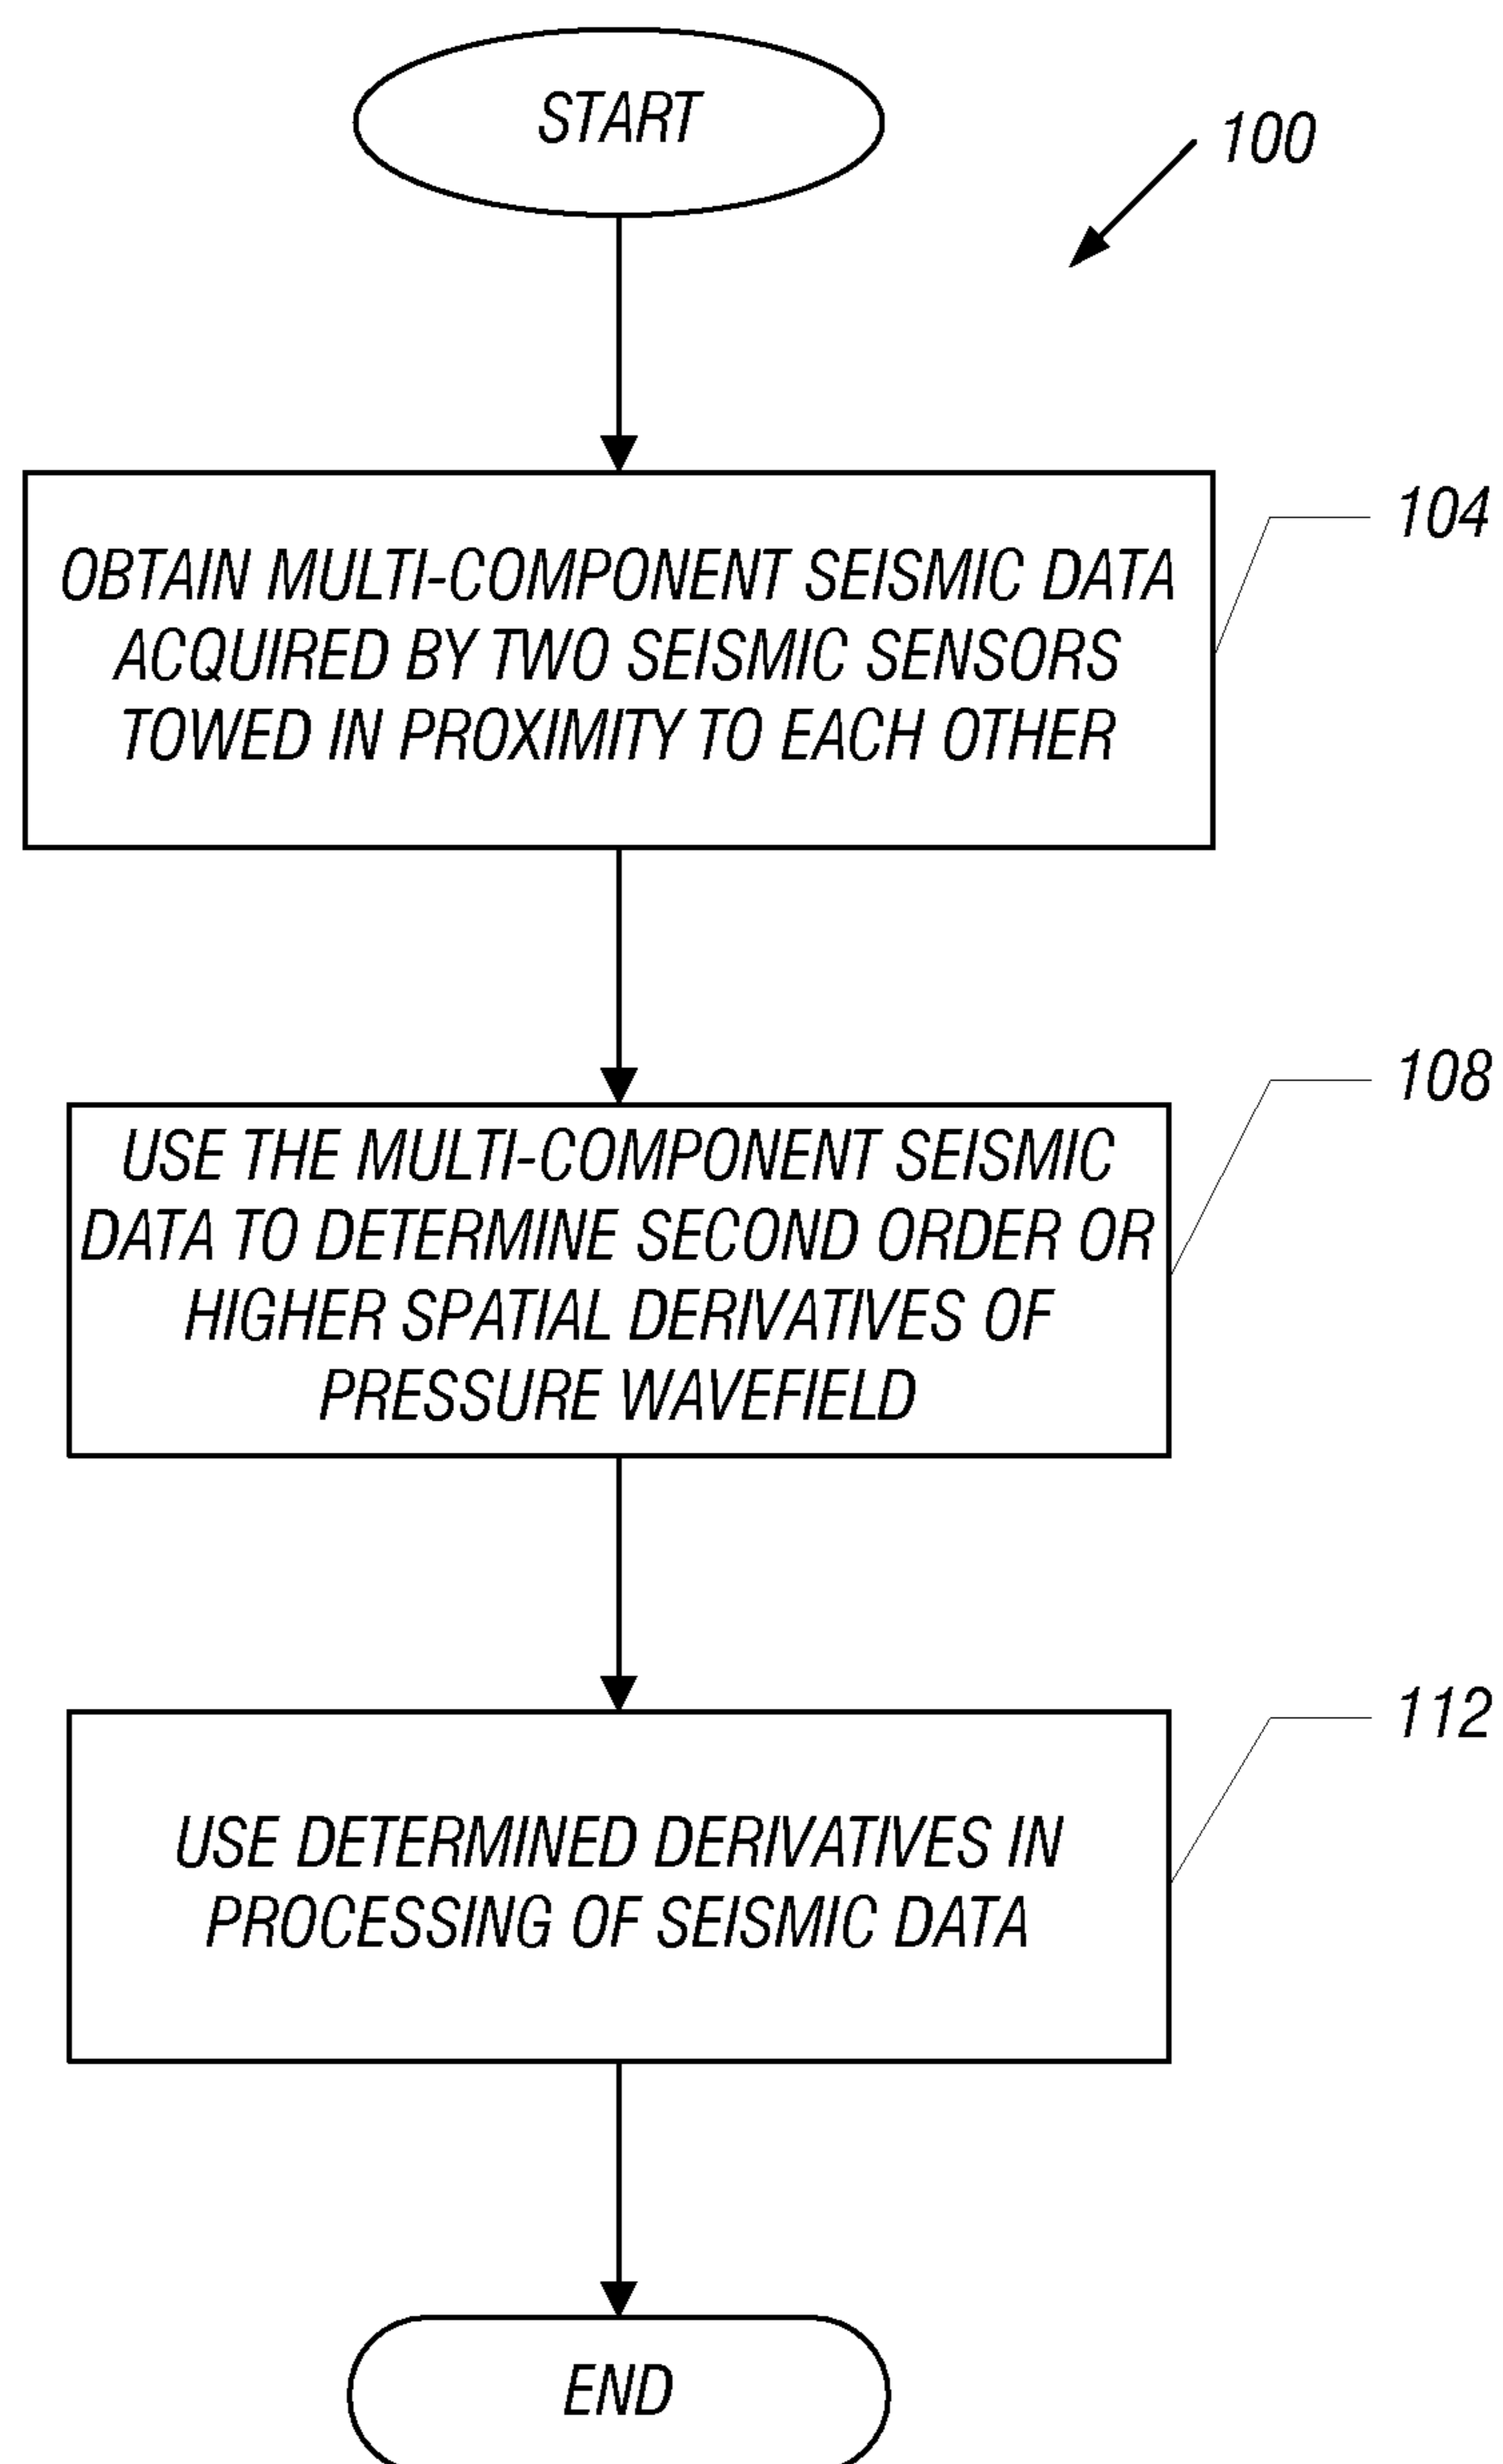 START
100
OBTAIN MULTI-COMPONENT SEISMIC DATA
ACQUIRED BY TWO SEISMIC SENSORS
TOWED IN PROXIMITY TO EACH OTHER
104
USE THE MULTI-COMPONENT SEISMIC
DATA TO DETERMINE SECOND ORDER OR
HIGHER SPATIAL DERIVATIVES OF
PRESSURE WAVEFIELD
108
USE DETERMINED DERIVATIVES IN
PROCESSING OF SEISMIC DATA
112
END